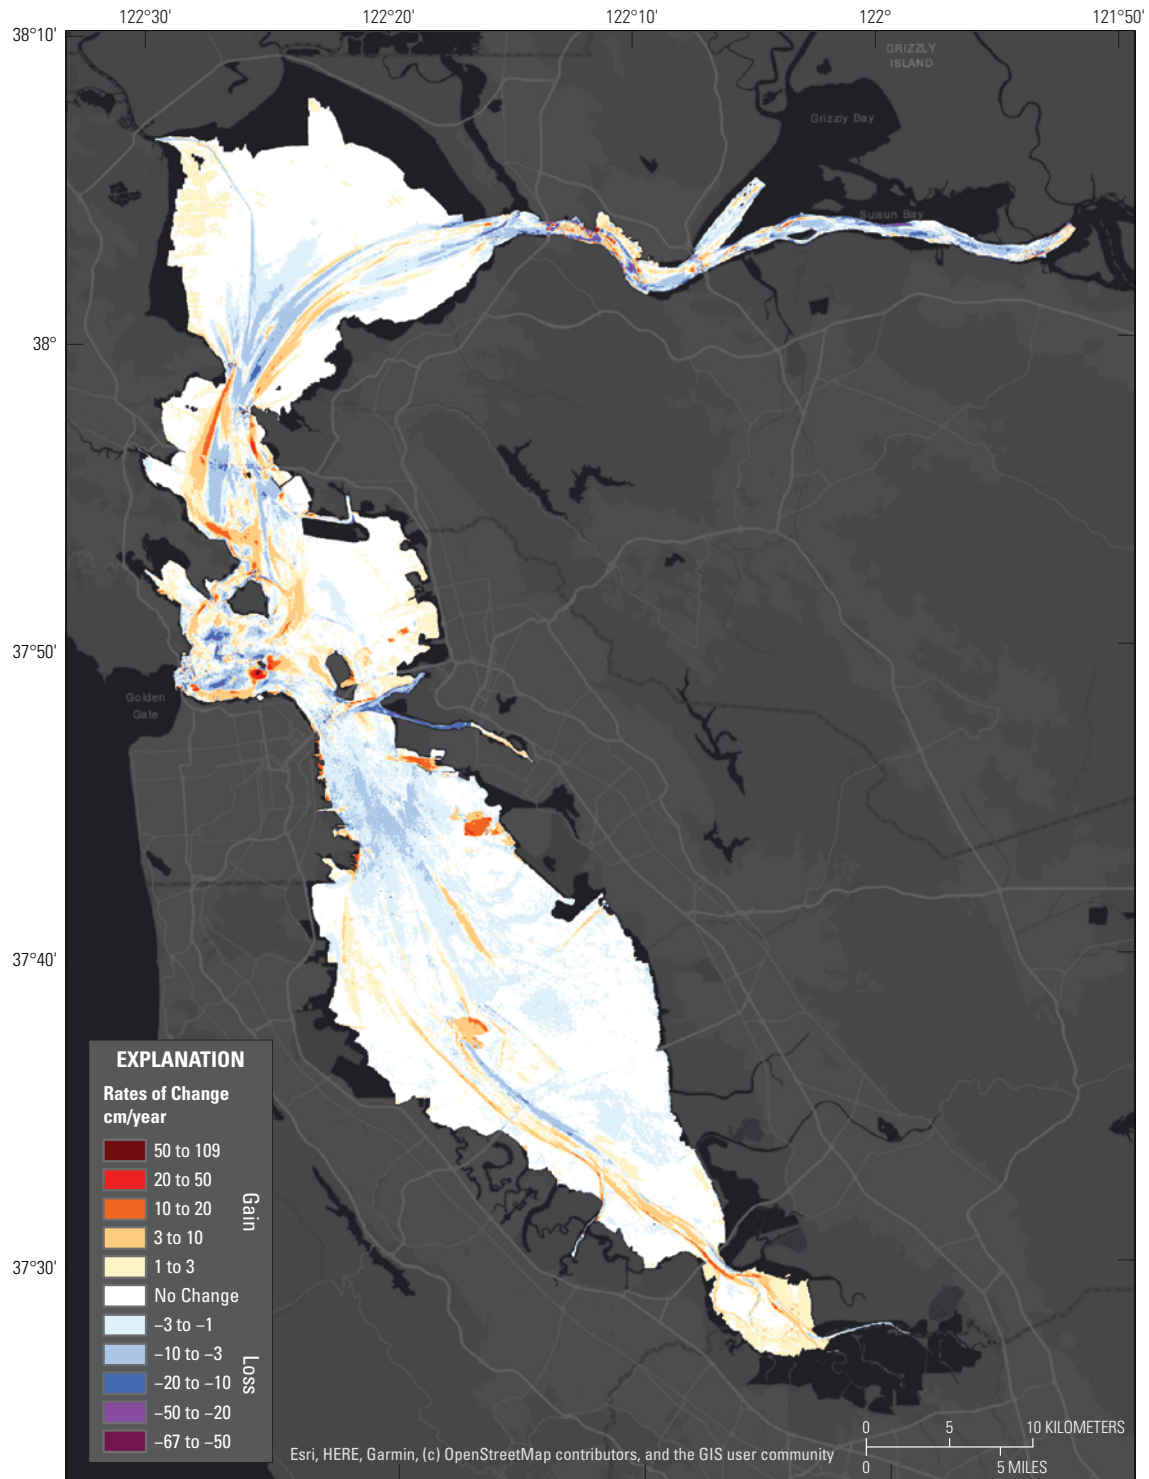 122°30' 122°20' 122°10' 122° 121°50'
38°10'
GRIZZLY
ISLAND
Grizzly Bay
Suisun Bay
38°
37°50'
Golden
Gate
37°40'
37°30'
EXPLANATION
Rates of Change
cm/year
50 to 109
20 to 50
10 to 20
3 to 10
1 to 3
Gain
No Change
−3 to −1
−10 to −3
−20 to −10
−50 to −20
−67 to −50
Loss
Esri, HERE, Garmin, (c) OpenStreetMap contributors, and the GIS user community
0 5 10 KILOMETERS
0 5 MILES